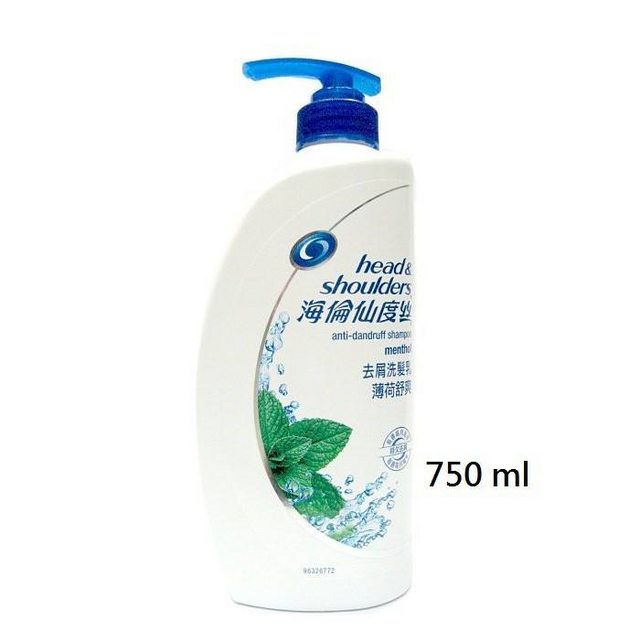 head &
shoulders
海倫仙度絲
anti-dandruff shampoo
menthol
去屑洗髮乳
薄荷舒爽
750 ml
96326772